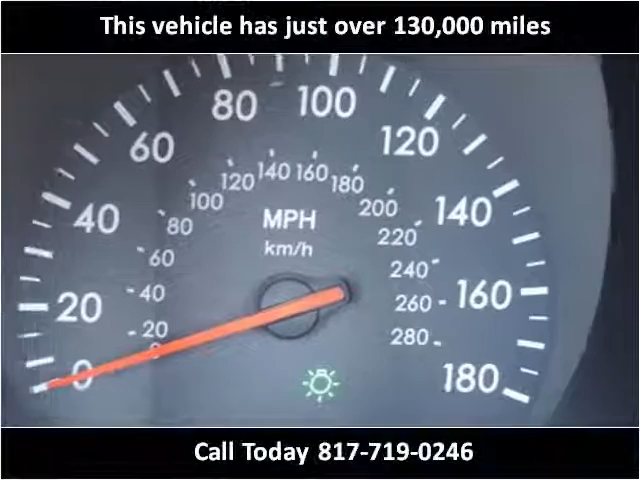 This vehicle has just over 130,000 miles
80 100
60 120
120 140 160 180
100 200
40 80 MPH 220 140
km/h
60 240
20 40 260 160
20 280
0 0 180
Call Today 817-719-0246